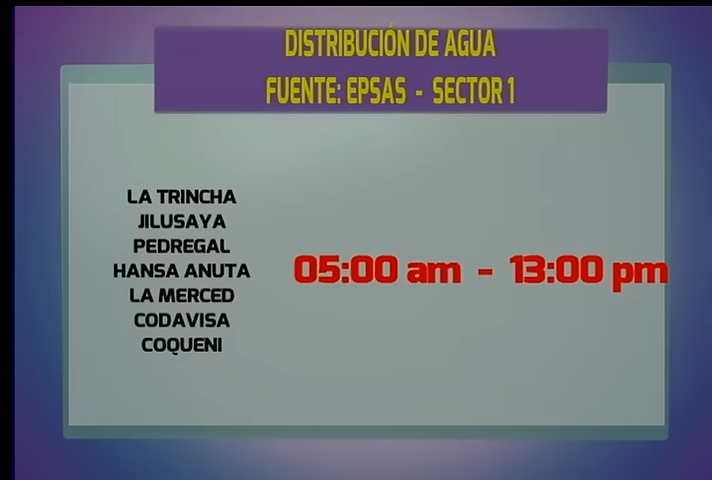 DISTRIBUCIÓN DE AGUA
FUENTE: EPSAS - SECTOR 1
LA TRINCHA
JILUSAYA
PEDREGAL
HANSA ANUTA
LA MERCED
CODAVISA
COQUENI
05:00 am - 13:00 pm